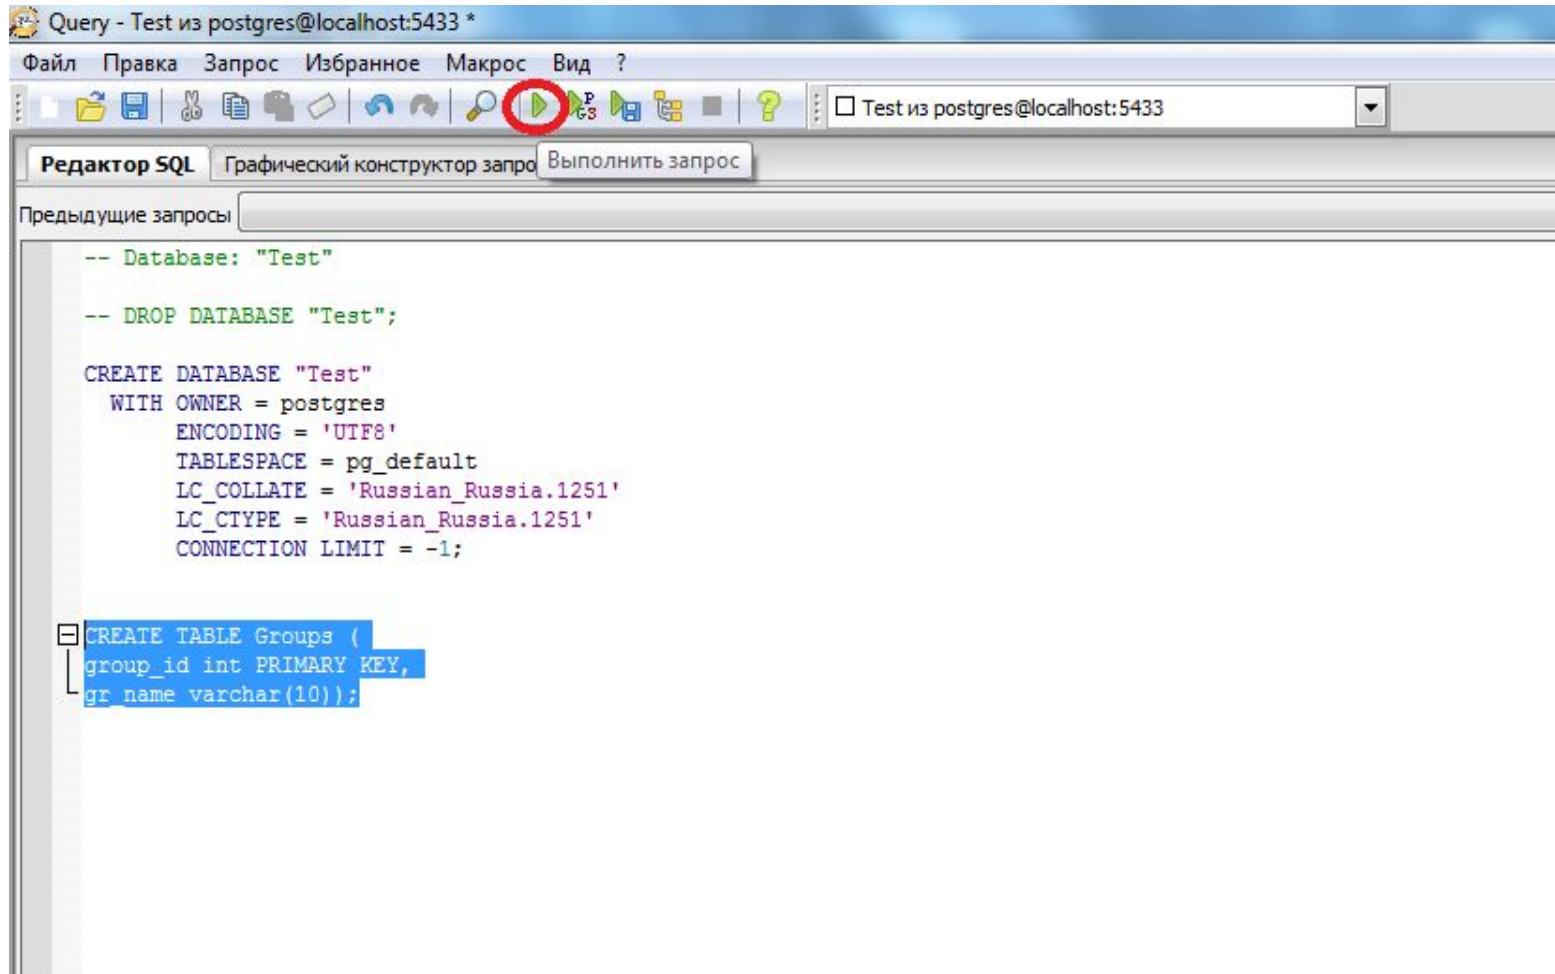 Query - Test из postgres@localhost:5433 *
Файл Правка Запрос Избранное Макрос Вид ?
Test из postgres@localhost:5433
Редактор SQL Графический конструктор запро
Выполнить запрос
Предыдущие запросы
-- Database: "Test"
-- DROP DATABASE "Test";
CREATE DATABASE "Test"
WITH OWNER = postgres
ENCODING = 'UTF8'
TABLESPACE = pg_default
LC_COLLATE = 'Russian_Russia.1251'
LC_CTYPE = 'Russian_Russia.1251'
CONNECTION LIMIT = -1;
CREATE TABLE Groups (
group_id int PRIMARY KEY,
gr_name varchar(10));